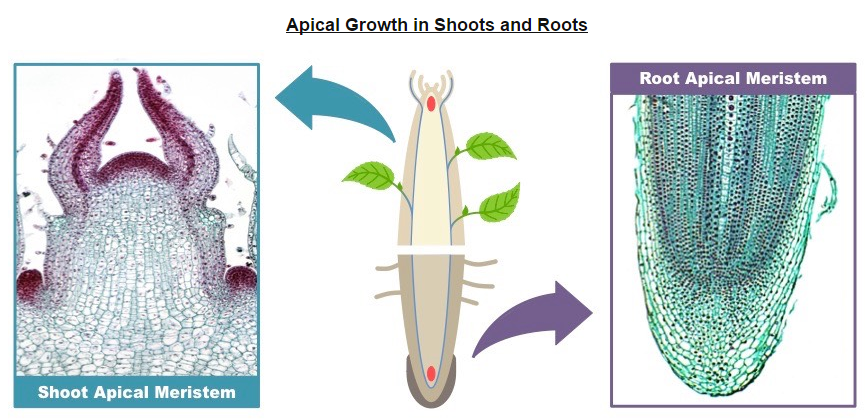 Apical Growth in Shoots and Roots
Root Apical Meristem
Shoot Apical Meristem